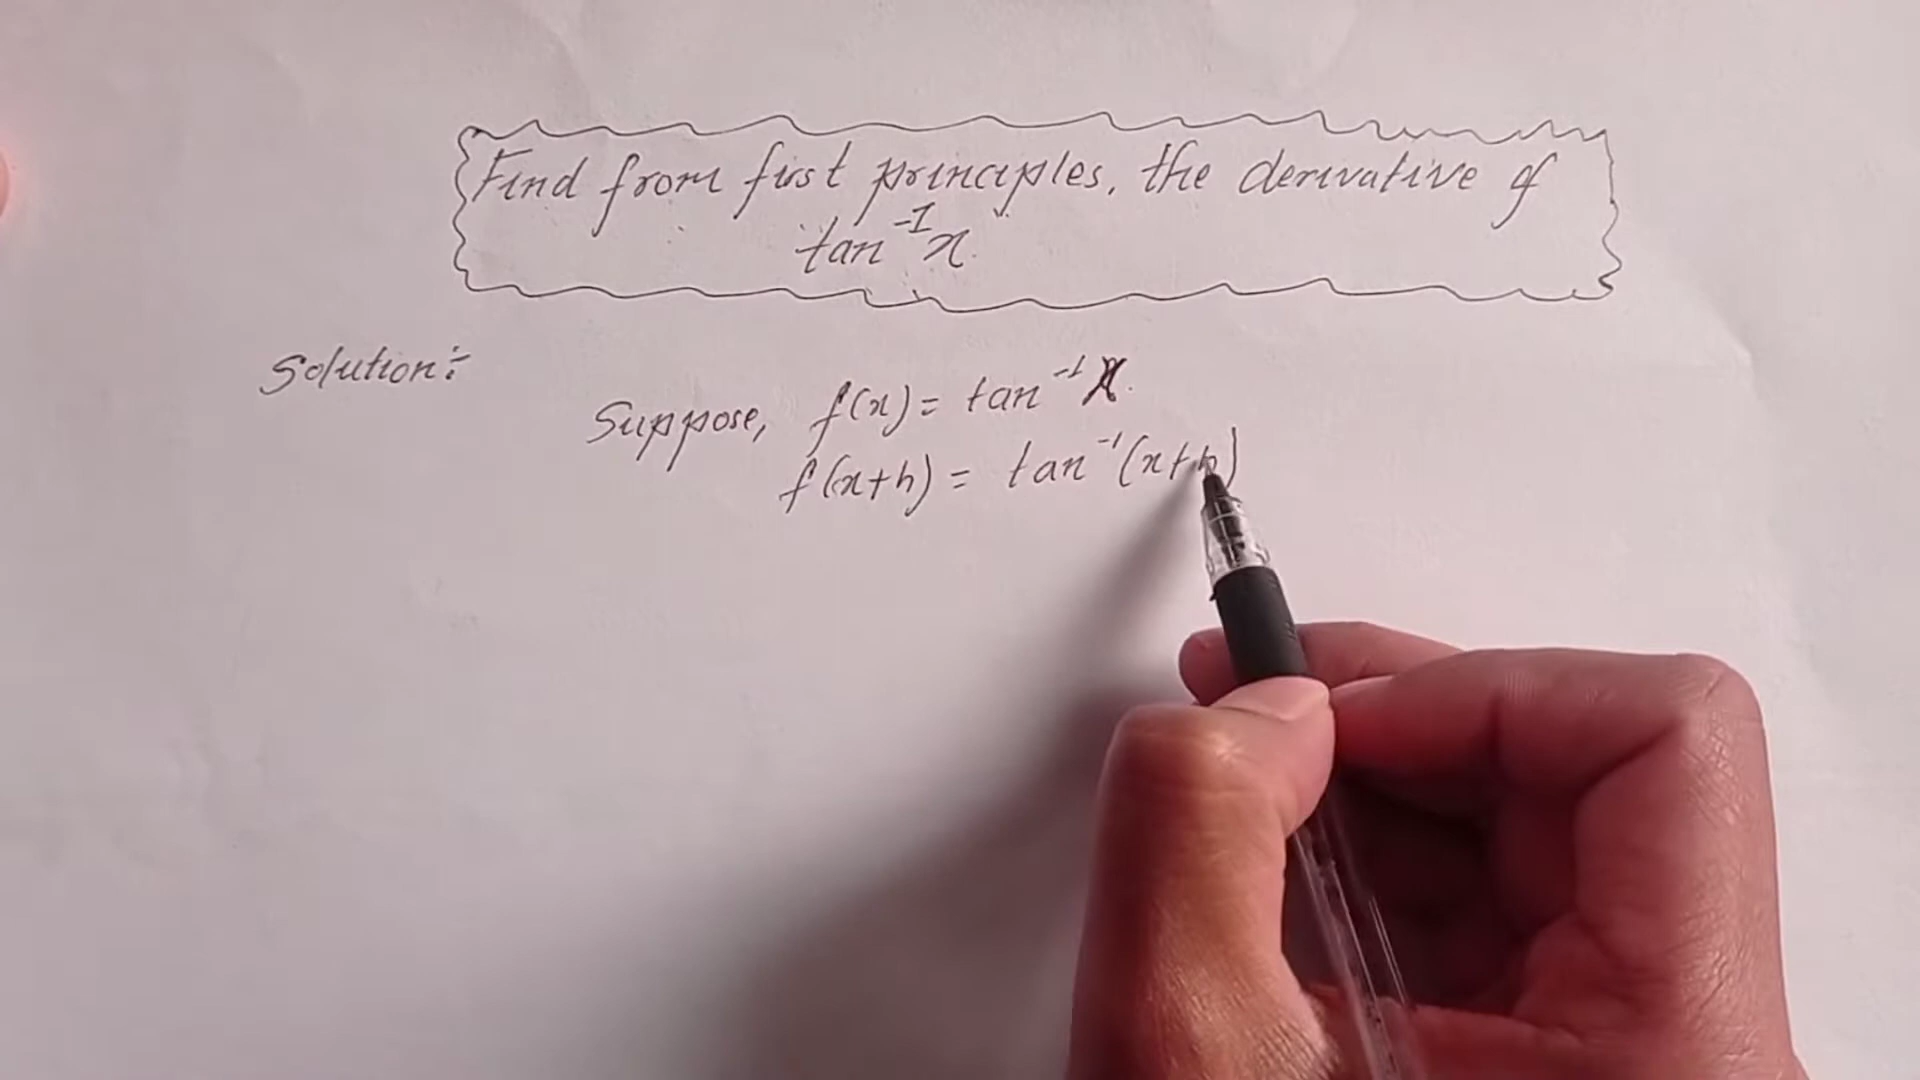 Find from first principles, the derivative of
tan⁻¹x.
Solution:-
Suppose, f(x) = tan⁻¹x.
f(x+h) = tan⁻¹(x+h)